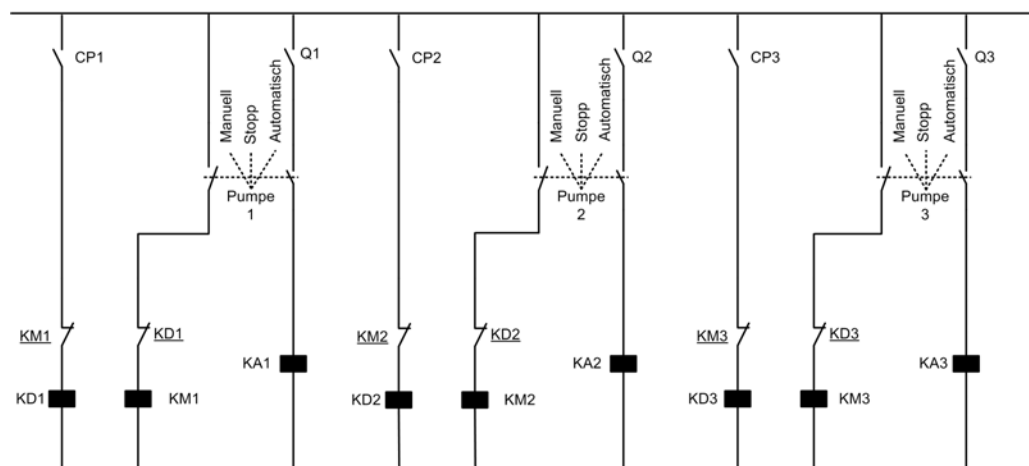 CP1
Q1
CP2
Q2
CP3
Q3
Manuell
Stopp
Automatisch
Manuell
Stopp
Automatisch
Manuell
Stopp
Automatisch
Pumpe
1
Pumpe
2
Pumpe
3
KM1
KD1
KM2
KD2
KM3
KD3
KA1
KA2
KA3
KD1
KM1
KD2
KM2
KD3
KM3